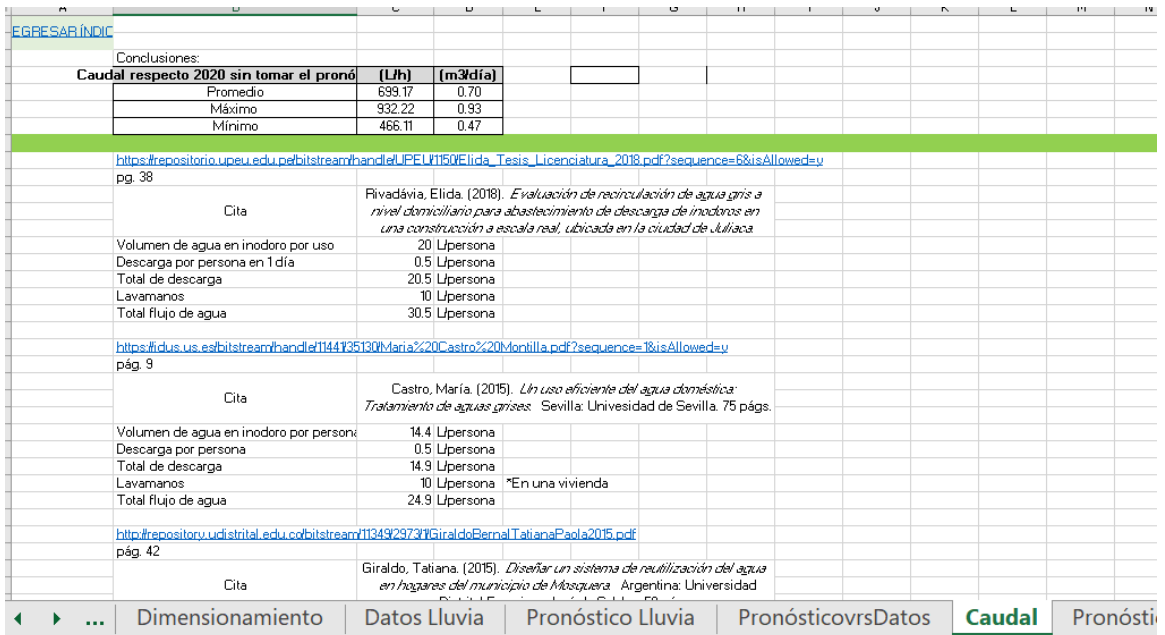 EGRESAR ÍNDIC
Conclusiones:
Caudal respecto 2020 sin tomar el pronó (L/h) (m3/día)
Promedio 699.17 0.70
Máximo 932.22 0.93
Mínimo 466.11 0.47
https://repositorio.upeu.edu.pe/bitstream/handle/UPEU/1150/Elida_Tesis_Licenciatura_2018.pdf?sequence=6&isAllowed=y
pg. 38
Cita
Rivadávia, Elida. (2018). Evaluación de recirculación de agua gris a
nivel domiciliario para abastecimiento de descarga de inodoros en
una construcción a escala real, ubicada en la ciudad de Juliaca.
Volumen de agua en inodoro por uso 20 L/persona
Descarga por persona en 1 día 0.5 L/persona
Total de descarga 20.5 L/persona
Lavamanos 10 L/persona
Total flujo de agua 30.5 L/persona
https://idus.us.es/bitstream/handle/11441/35130/Maria%20Castro%20Montilla.pdf?sequence=1&isAllowed=y
pág. 9
Cita
Castro, María. (2015). Un uso eficiente del agua doméstica:
Tratamiento de aguas grises. Sevilla: Univesidad de Sevilla. 75 págs.
Volumen de agua en inodoro por persona 14.4 L/persona
Descarga por persona 0.5 L/persona
Total de descarga 14.9 L/persona
Lavamanos 10 L/persona *En una vivienda
Total flujo de agua 24.9 L/persona
http://repository.udistrital.edu.co/bitstream/11349/2973/1/GiraldoBernalTatianaPaola2015.pdf
pág. 42
Cita
Giraldo, Tatiana. (2015). Diseñar un sistema de reutilización del agua
en hogares del municipio de Mosquera. Argentina: Universidad
... Dimensionamiento Datos Lluvia Pronóstico Lluvia PronósticovrsDatos Caudal Pronósti